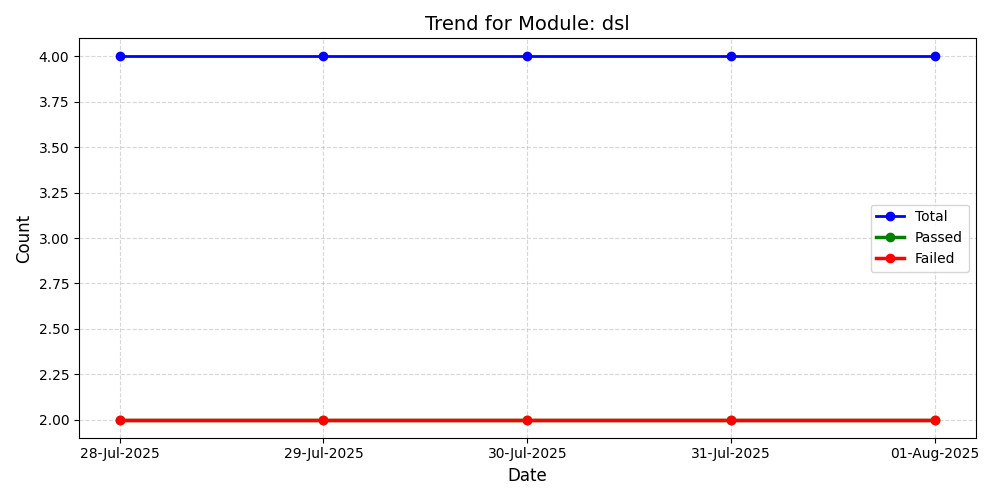 Trend for Module: dsl
Count
4.00
3.75
3.50
3.25
3.00
2.75
2.50
2.25
2.00
Total
Passed
Failed
28-Jul-2025
29-Jul-2025
30-Jul-2025
31-Jul-2025
01-Aug-2025
Date